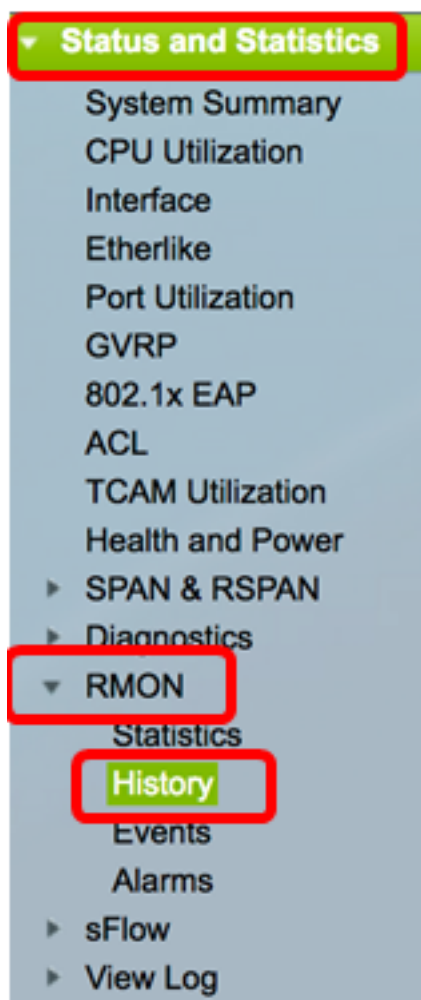 Status and Statistics
System Summary
CPU Utilization
Interface
Etherlike
Port Utilization
GVRP
802.1x EAP
ACL
TCAM Utilization
Health and Power
SPAN & RSPAN
Diagnostics
RMON
Statistics
History
Events
Alarms
sFlow
View Log